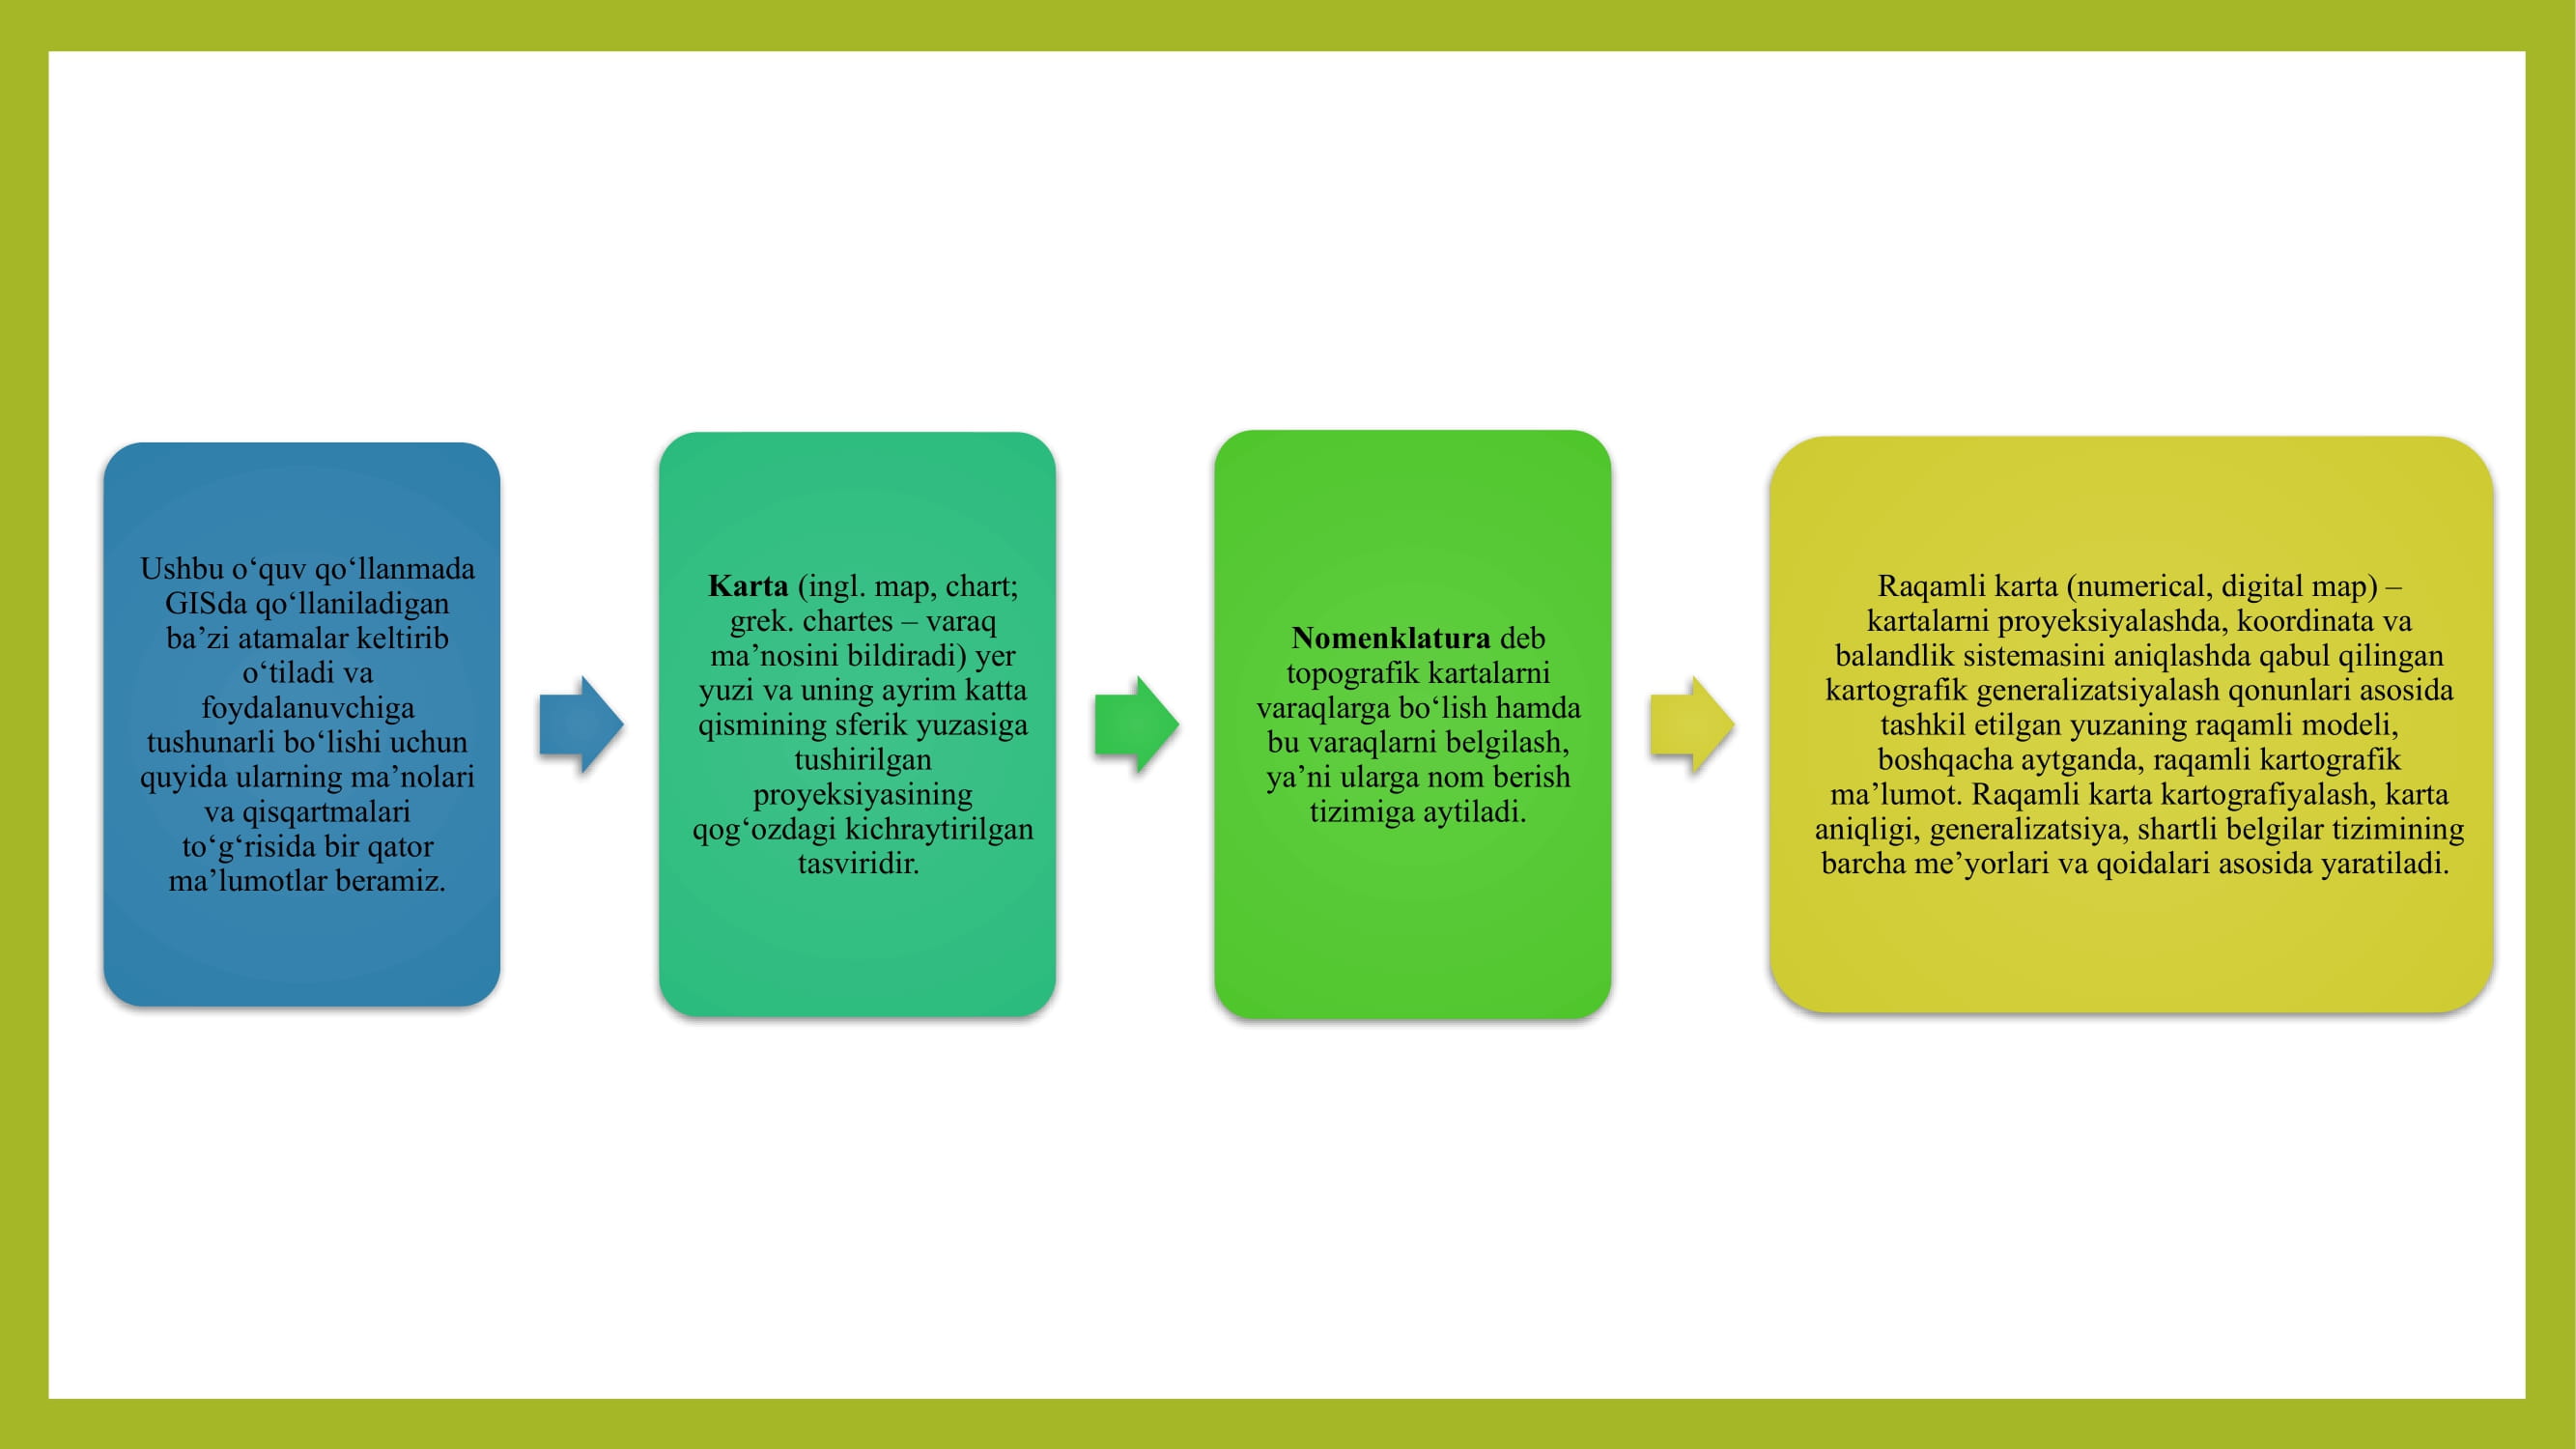 Ushbu o‘quv qo‘llanmada
GISda qo‘llaniladigan
ba’zi atamalar keltirib
o‘tiladi va
foydalanuvchiga
tushunarli bo‘lishi uchun
quyida ularning ma’nolari
va qisqartmalari
to‘g‘risida bir qator
ma’lumotlar beramiz.
Karta (ingl. map, chart;
grek. chartes – varaq
ma’nosini bildiradi) yer
yuzi va uning ayrim katta
qismining sferik yuzasiga
tushirilgan
proyeksiyasining
qog‘ozdagi kichraytirilgan
tasviridir.
Nomenklatura deb
topografik kartalarni
varaqlarga bo‘lish hamda
bu varaqlarni belgilash,
ya’ni ularga nom berish
tizimiga aytiladi.
Raqamli karta (numerical, digital map) –
kartalarni proyeksiyalashda, koordinata va
balandlik sistemasini aniqlashda qabul qilingan
kartografik generalizatsiyalash qonunlari asosida
tashkil etilgan yuzaning raqamli modeli,
boshqacha aytganda, raqamli kartografik
ma’lumot. Raqamli karta kartografiyalash, karta
aniqligi, generalizatsiya, shartli belgilar tizimining
barcha me’yorlari va qoidalari asosida yaratiladi.